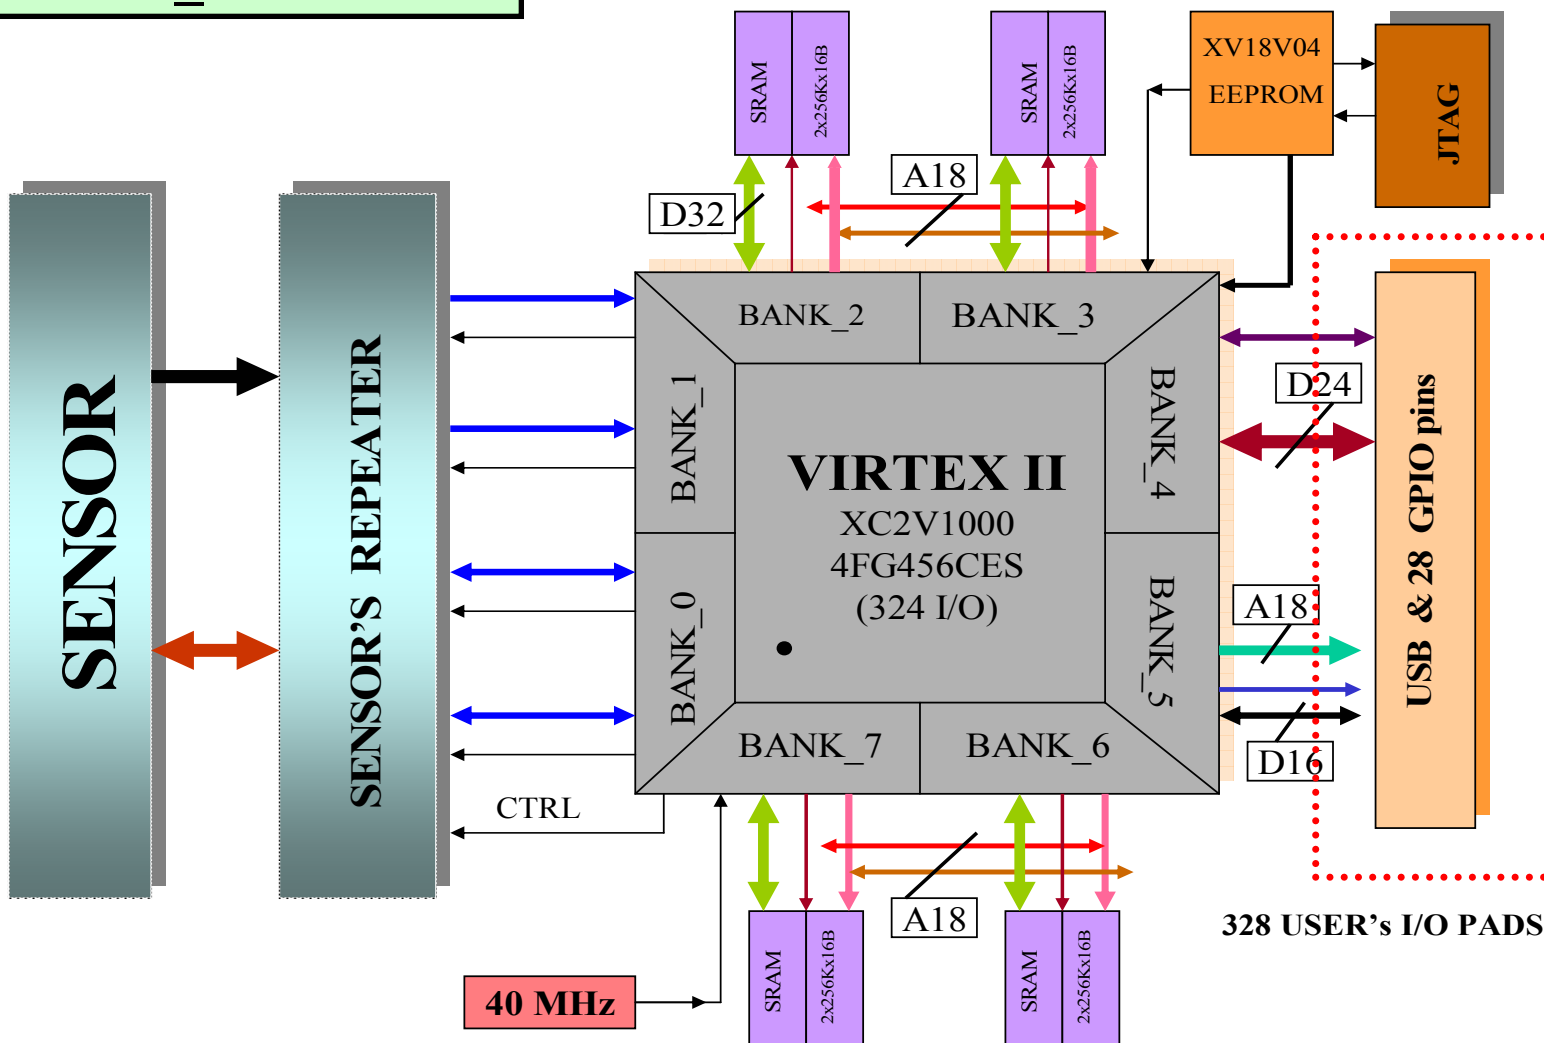 SRAM
2x256Kx16B
SRAM
2x256Kx16B
XV18V04
EEPROM
JTAG
D32
A18
SENSOR
SENSOR'S REPEATER
BANK_2
BANK_3
BANK_1
BANK_4
D24
VIRTEX II
XC2V1000
4FG456CES
(324 I/O)
BANK_0
BANK_5
A18
D16
USB & 28 GPIO pins
BANK_7
BANK_6
CTRL
A18
328 USER's I/O PADS
40 MHz
SRAM
2x256Kx16B
SRAM
2x256Kx16B